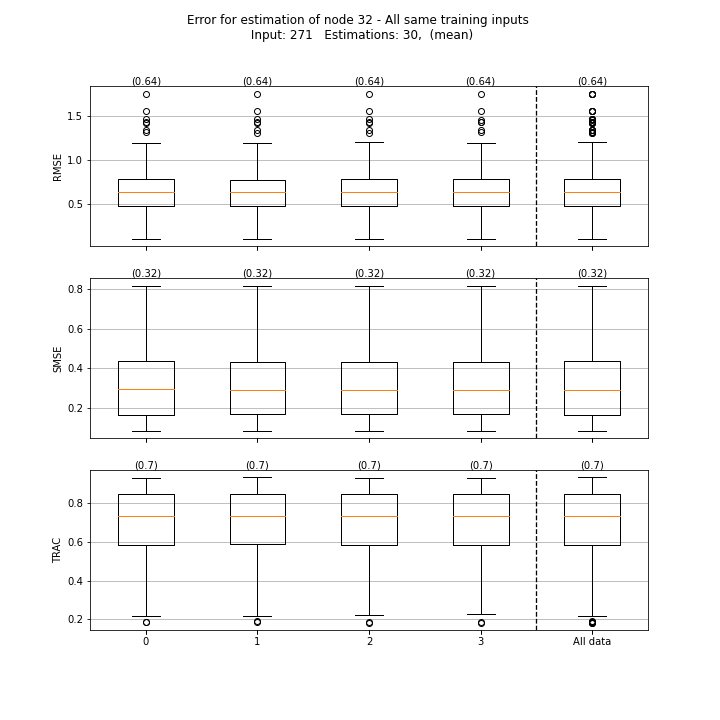 Error for estimation of node 32 - All same training inputs
Input: 271   Estimations: 30,  (mean)
(0.64) (0.64) (0.64) (0.64) (0.64)
1.5
1.0
0.5
RMSE
(0.32) (0.32) (0.32) (0.32) (0.32)
0.8
0.6
0.4
0.2
SMSE
(0.7) (0.7) (0.7) (0.7) (0.7)
0.8
0.6
0.4
0.2
TRAC
0 1 2 3 All data